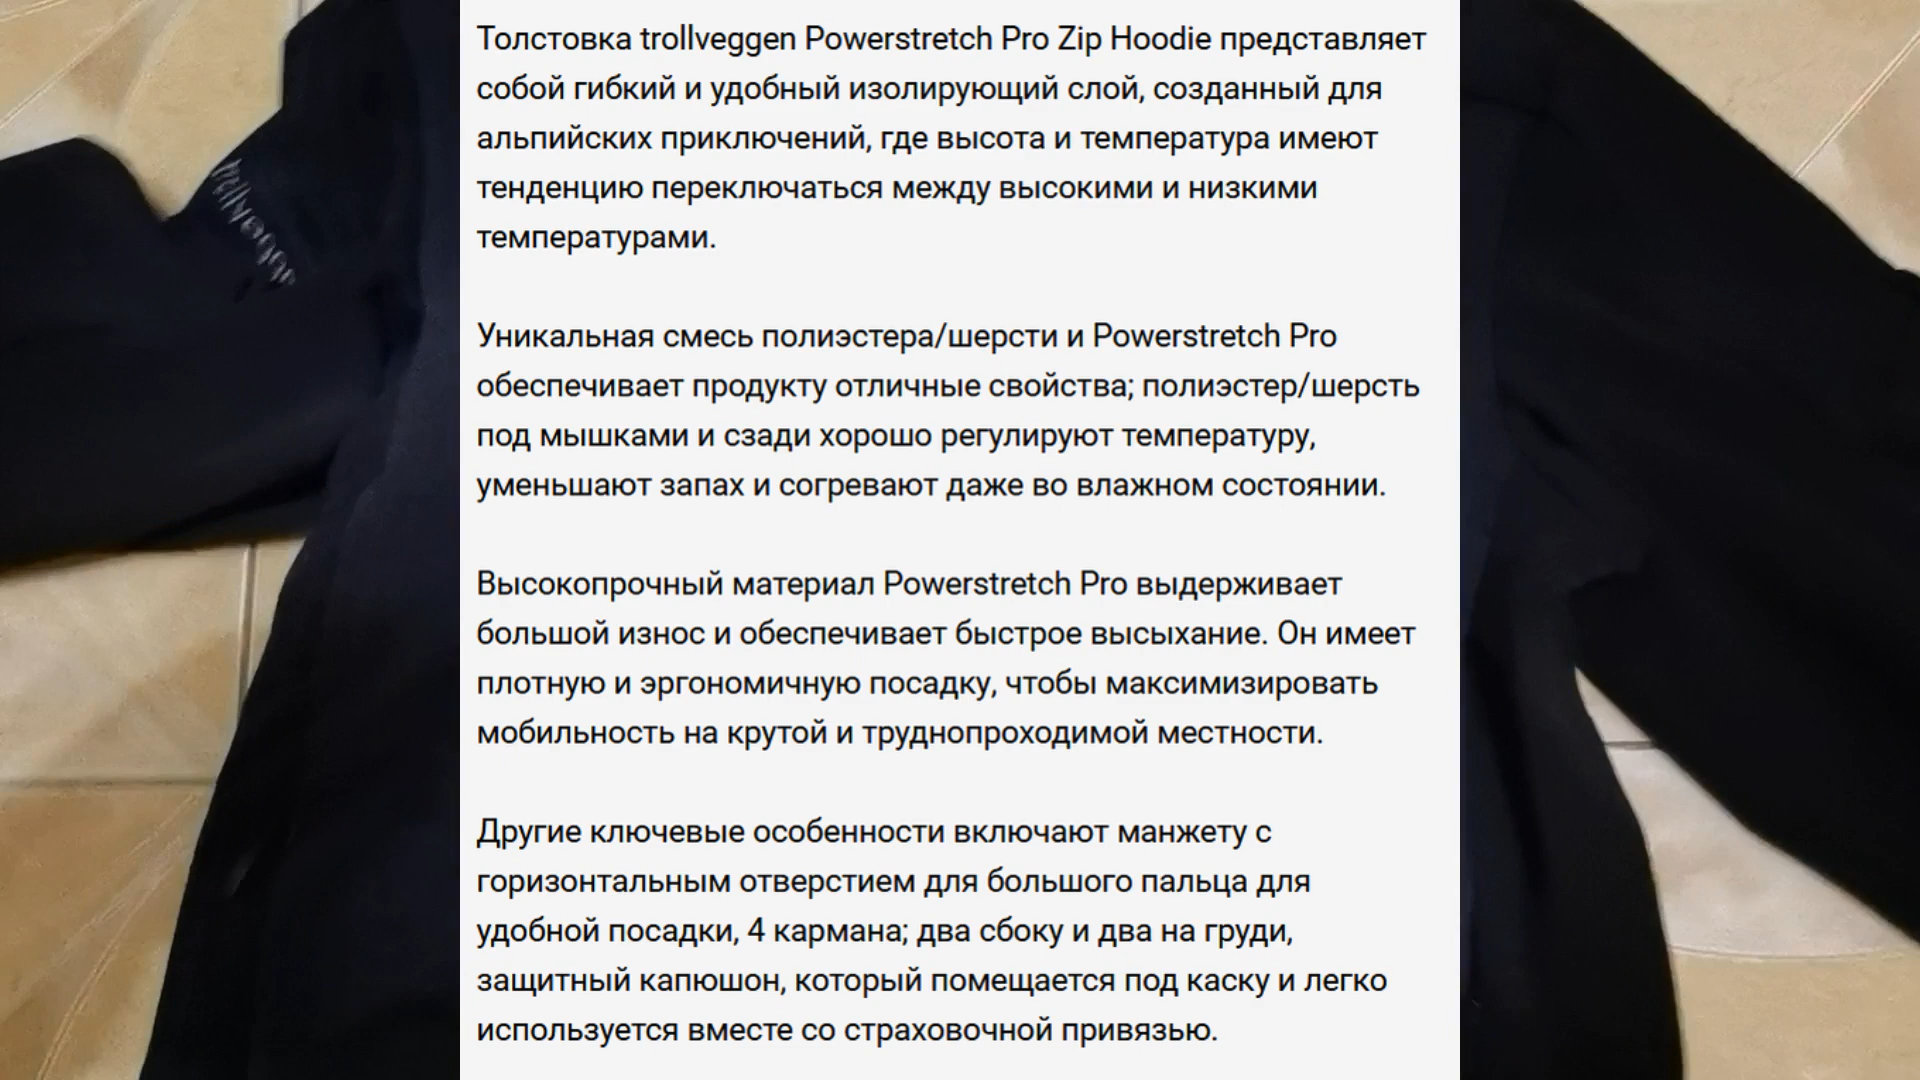 trollveggen
Толстовка trollveggen Powerstretch Pro Zip Hoodie представляет
собой гибкий и удобный изолирующий слой, созданный для
альпийских приключений, где высота и температура имеют
тенденцию переключаться между высокими и низкими
температурами.
Уникальная смесь полиэстера/шерсти и Powerstretch Pro
обеспечивает продукту отличные свойства; полиэстер/шерсть
под мышками и сзади хорошо регулируют температуру,
уменьшают запах и согревают даже во влажном состоянии.
Высокопрочный материал Powerstretch Pro выдерживает
большой износ и обеспечивает быстрое высыхание. Он имеет
плотную и эргономичную посадку, чтобы максимизировать
мобильность на крутой и труднопроходимой местности.
Другие ключевые особенности включают манжету с
горизонтальным отверстием для большого пальца для
удобной посадки, 4 кармана; два сбоку и два на груди,
защитный капюшон, который помещается под каску и легко
используется вместе со страховочной привязью.